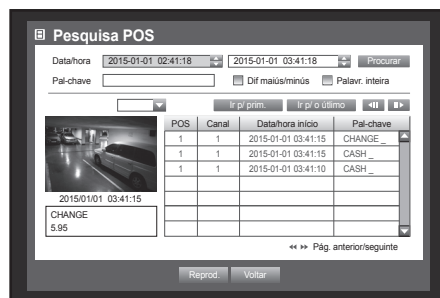 Pesquisa POS
Data/hora 2015-01-01 02:41:18 2015-01-01 03:41:18 Procurar
Pal-chave Dif maiús/minús Palavr. inteira
Ir p/ prim. Ir p/ o útlimo
POS Canal Data/hora início Pal-chave
1 1 2015-01-01 03:41:15 CHANGE _
1 1 2015-01-01 03:41:15 CASH _
1 1 2015-01-01 03:41:10 CASH _
2015/01/01 03:41:15
CHANGE
5.95
Pág. anterior/seguinte
Reprod. Voltar